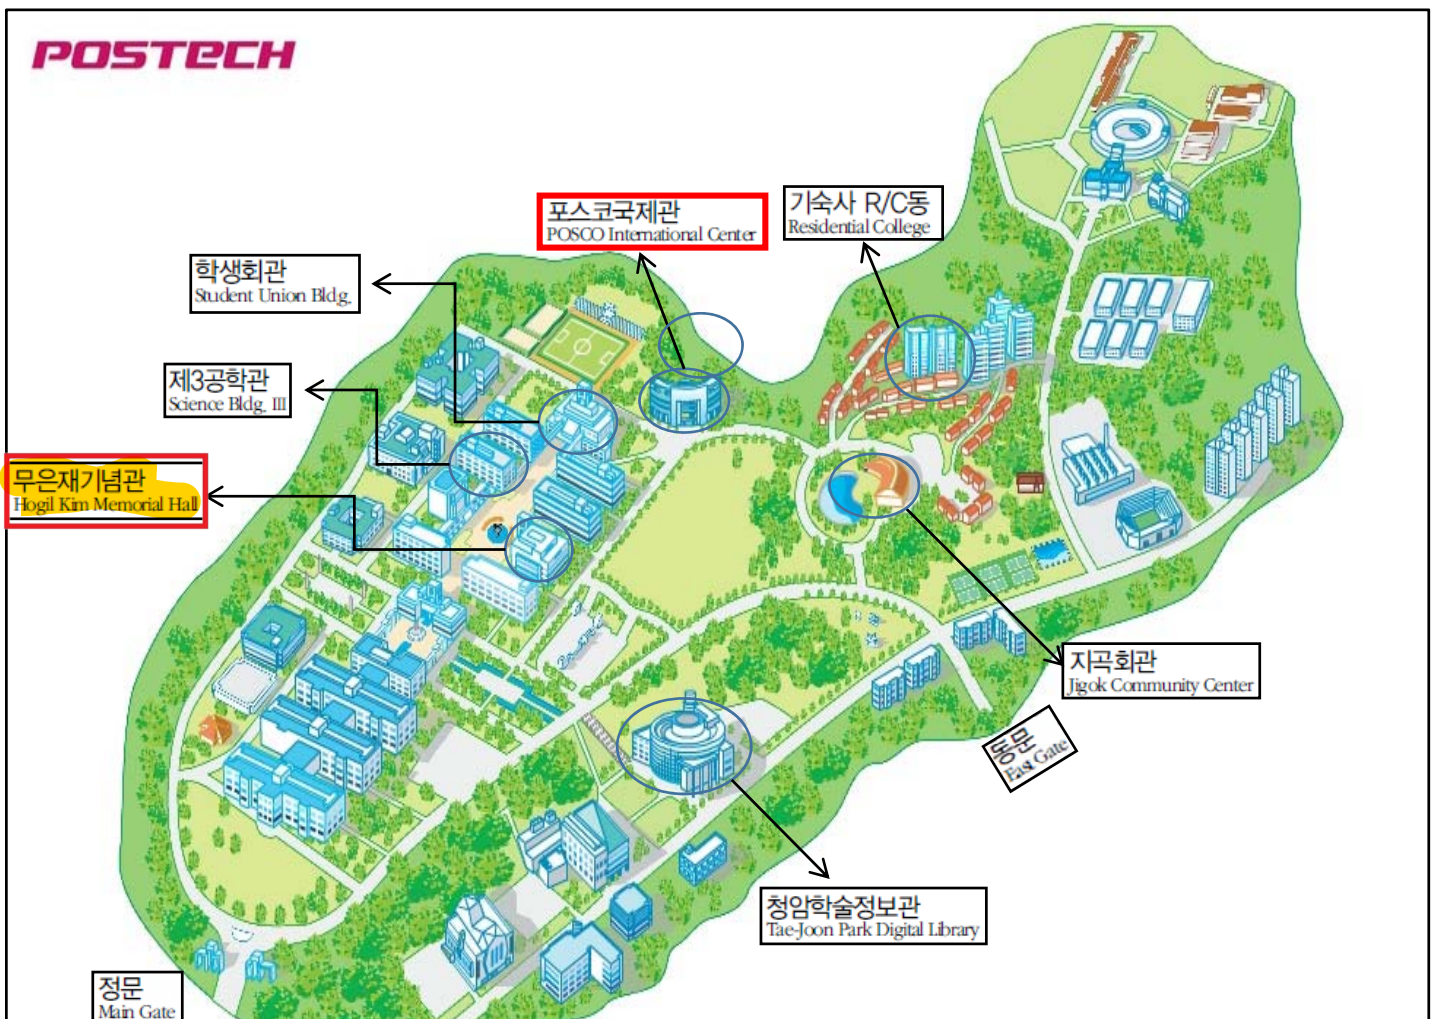 POSTECH
포스코국제관
POSCO International Center
기숙사 R/C동
Residential College
학생회관
Student Union Bldg.
제3공학관
Science Bldg. III
무은재기념관
Hogil Kim Memorial Hall
지곡회관
Jigok Community Center
동문
East Gate
청암학술정보관
Tae-Joon Park Digital Library
정문
Main Gate